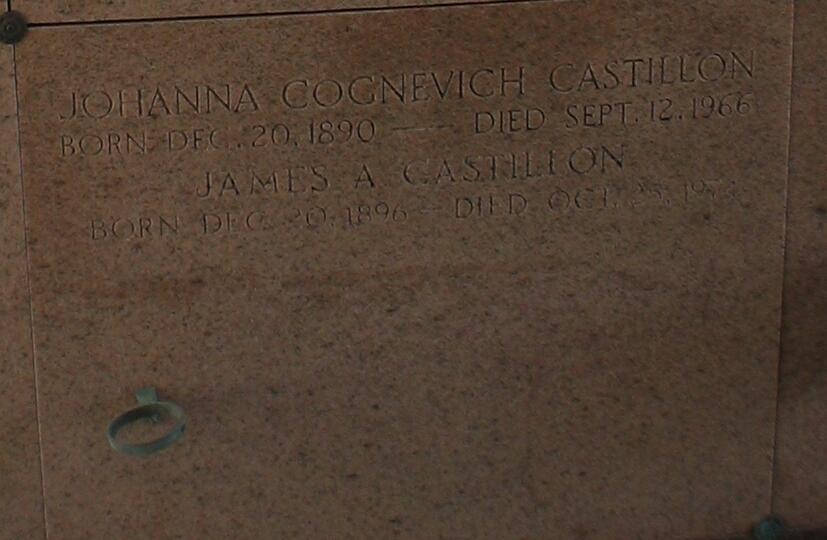 JOHANNA COGNEVICH CASTILLON
BORN DEC. 20, 1890 — DIED SEPT. 12, 1966
JAMES A CASTILLON
BORN DEC. 20, 1896 — DIED OCT.